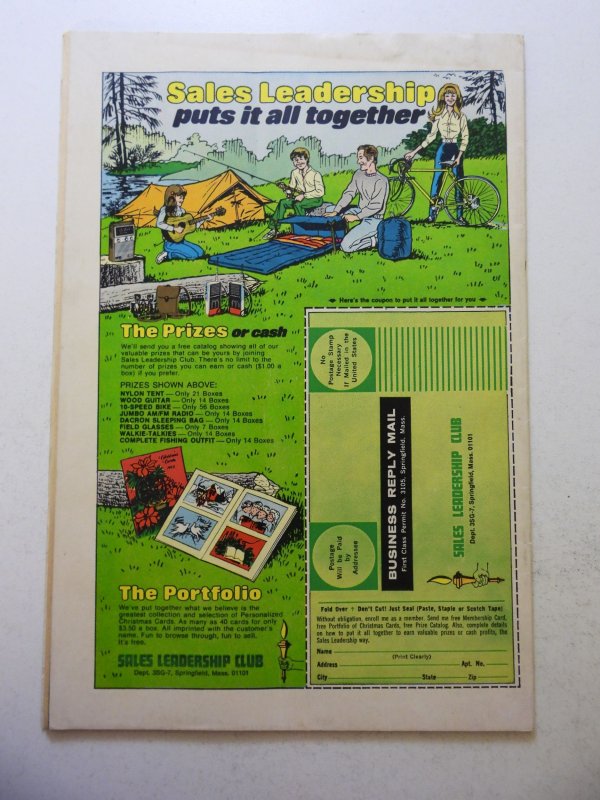 Sales Leadership
puts it all together
Here's the coupon to put it all together for you
The Prizes or cash
We'll send you a free catalog showing all of our
valuable prizes that can be yours by joining
Sales Leadership Club. There's no limit to the
number of prizes you can earn or cash ($1.00 a
box) if you prefer.
PRIZES SHOWN ABOVE:
NYLON TENT — Only 21 Boxes
WOOD GUITAR — Only 14 Boxes
10-SPEED BIKE — Only 56 Boxes
JUMBO AM/FM RADIO — Only 14 Boxes
DACRON SLEEPING BAG — Only 14 Boxes
FIELD GLASSES — Only 7 Boxes
WALKIE-TALKIES — Only 14 Boxes
COMPLETE FISHING OUTFIT — Only 14 Boxes
The Portfolio
We've put together what we believe is the
greatest collection and selection of Personalized
Christmas Cards. As many as 40 cards for only
$3.50 a box. All imprinted with the customer's
name. Fun to browse through, fun to sell.
It's free.
SALES LEADERSHIP CLUB
Dept. 3SG-7, Springfield, Mass. 01101
No
Postage Stamp
Necessary
If Mailed in the
United States
Postage
Will be Paid
by
Addressee
BUSINESS REPLY MAIL
First Class Permit No. 3105, Springfield, Mass.
SALES LEADERSHIP CLUB
Dept. 3SG-7, Springfield, Mass. 01101
Fold Over + Don't Cut! Just Seal (Paste, Staple or Scotch Tape)
Without obligation, enroll me as a member. Send me free Membership Card,
free Portfolio of Christmas Cards, free Prize Catalog. Also, complete details
on how to put it all together to earn valuable prizes or cash profits, the
Sales Leadership way.
Name
(Print Clearly)
Address Apt. No.
City State Zip